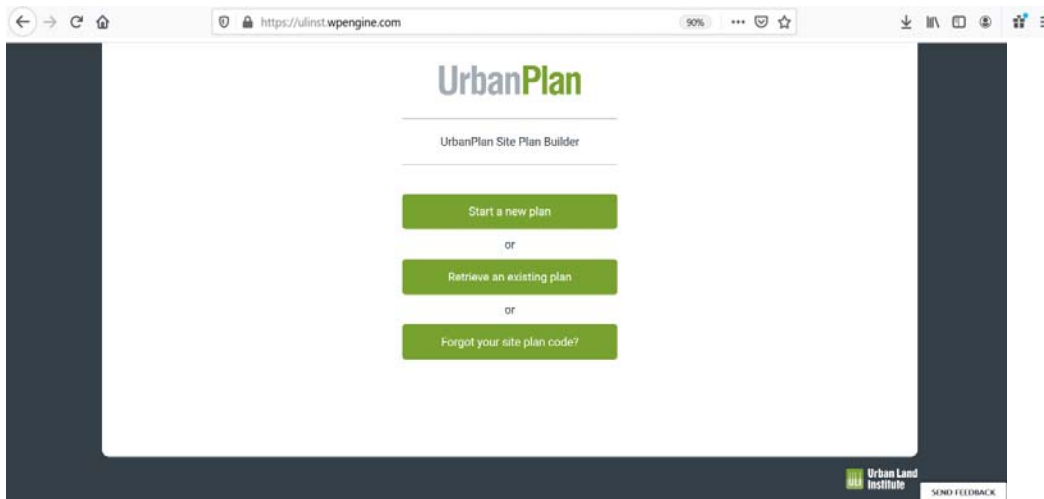 https://ulinst.wpengine.com
90%
UrbanPlan
UrbanPlan Site Plan Builder
Start a new plan
or
Retrieve an existing plan
or
Forgot your site plan code?
ULI
Urban Land
Institute
SEND FEEDBACK